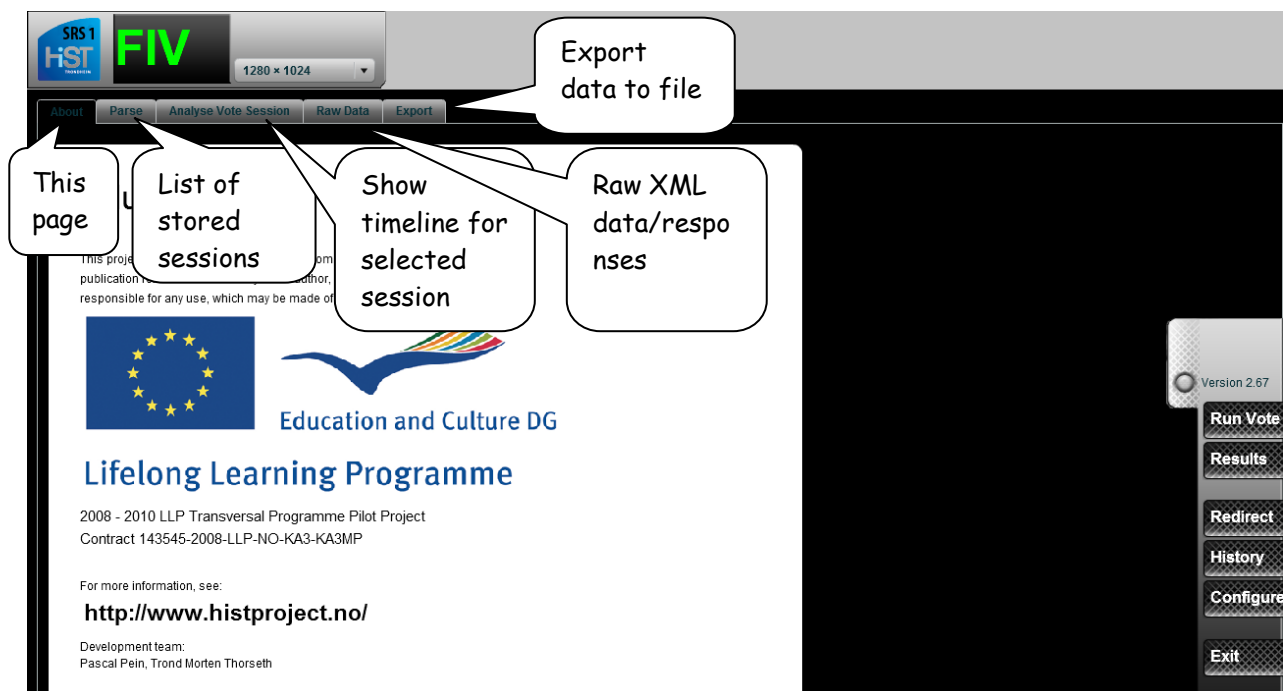 SRS 1
HiST
TRONDHEIM
FIV
1280 × 1024
Export
data to file
About
Parse
Analyse Vote Session
Raw Data
Export
This
page
List of
stored
sessions
Show
timeline for
selected
session
Raw XML
data/respo
nses
This proje
publication
responsible for any use, which may be made of
Education and Culture DG
Lifelong Learning Programme
2008 - 2010 LLP Transversal Programme Pilot Project
Contract 143545-2008-LLP-NO-KA3-KA3MP
For more information, see:
http://www.histproject.no/
Development team:
Pascal Pein, Trond Morten Thorseth
Version 2.67
Run Vote
Results
Redirect
History
Configure
Exit